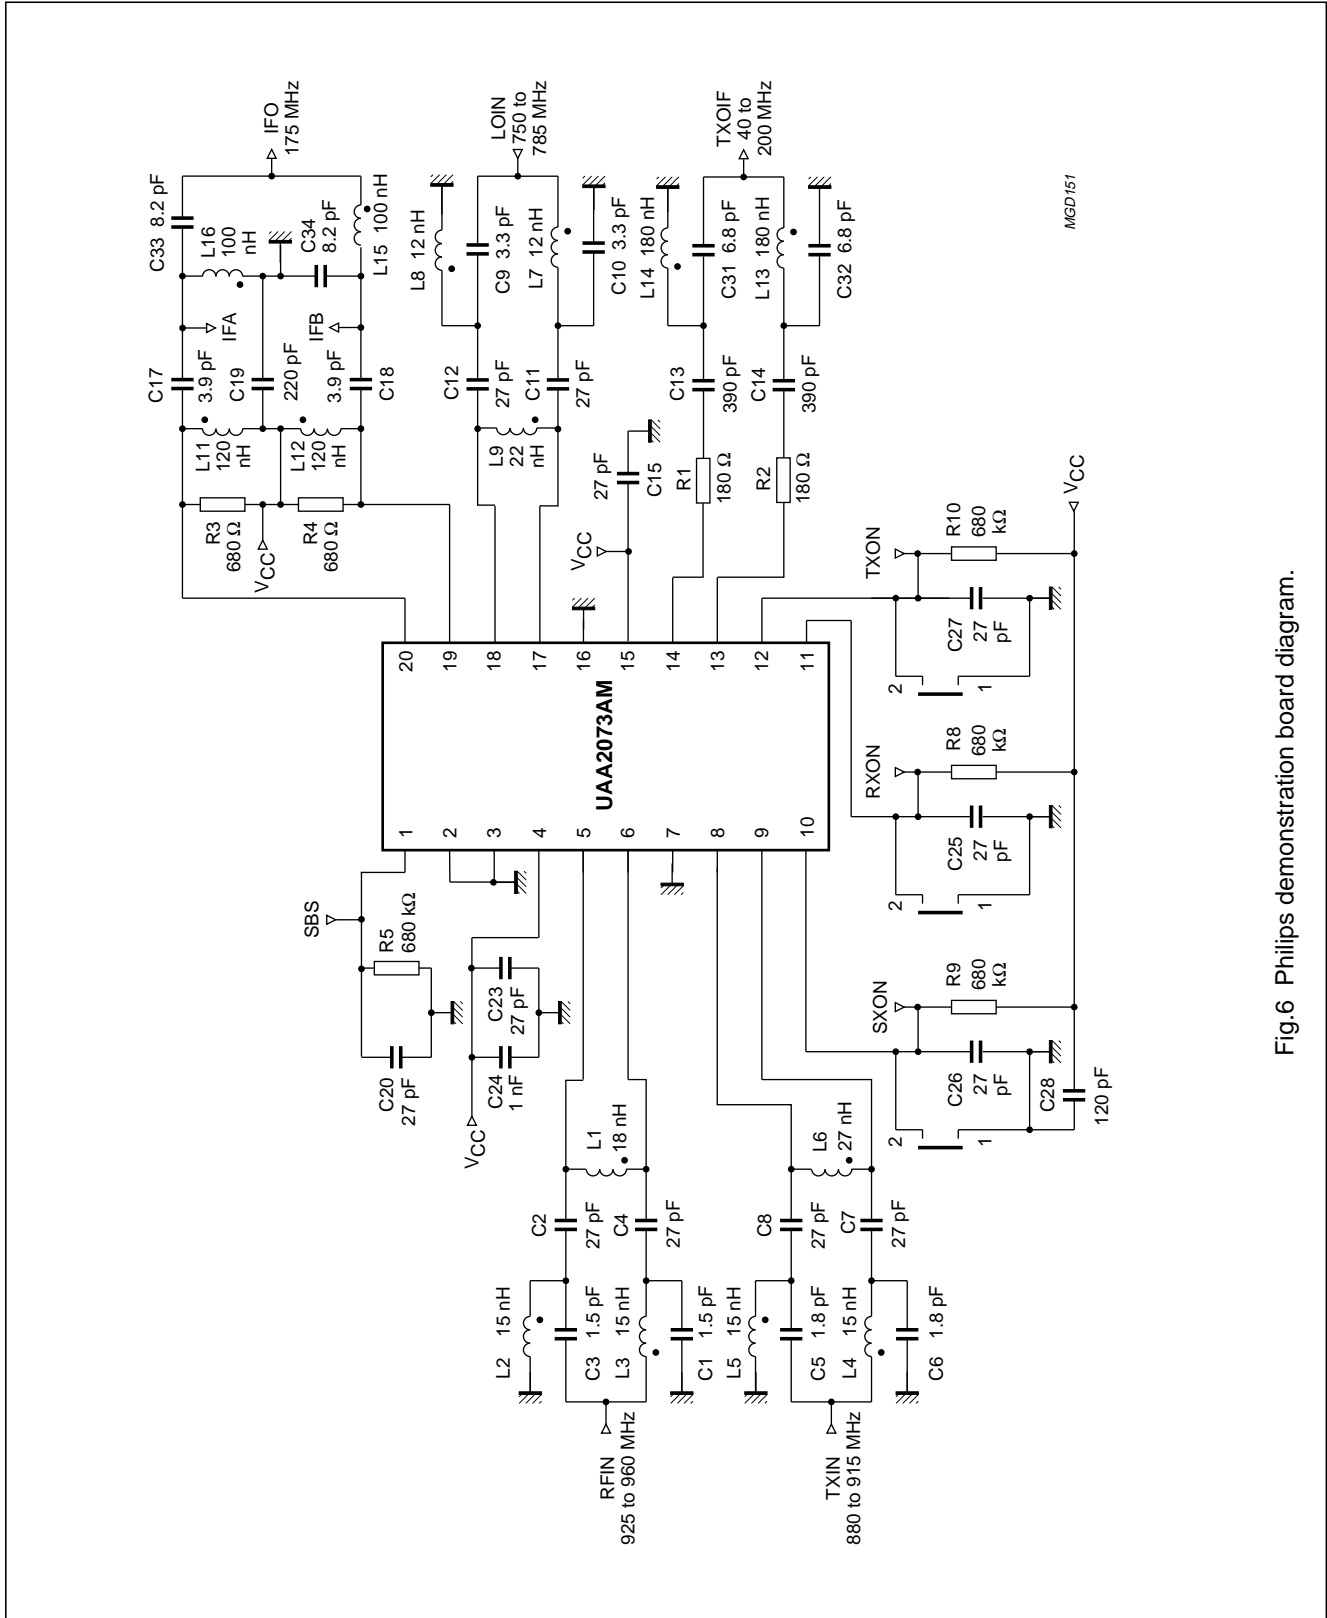 IFO
175 MHz
C33 8.2 pF
L16
100
nH
C34
8.2 pF
L15 100 nH
IFA
IFB
C17
3.9 pF
C19
220 pF
3.9 pF
C18
L11
120
nH
L12
120
nH
R3
680 Ω
VCC
R4
680 Ω
LOIN
750 to
785 MHz
L8 12 nH
C9 3.3 pF
L7 12 nH
C10 3.3 pF
C12
27 pF
C11
27 pF
L9
22
nH
27 pF
C15
VCC
TXOIF
40 to
200 MHz
L14 180 nH
C31 6.8 pF
L13 180 nH
C32 6.8 pF
C13
390 pF
C14
390 pF
R1
180 Ω
R2
180 Ω
20
19
18
17
16
15
14
13
12
11
UAA2073AM
1
2
3
4
5
6
7
8
9
10
SBS
R5
680 kΩ
C20
27 pF
C23
27 pF
C24
1 nF
VCC
L1
18 nH
C2
27 pF
C4
27 pF
L2 15 nH
C3 1.5 pF
L3 15 nH
C1 1.5 pF
RFIN
925 to 960 MHz
L6
27 nH
C8
27 pF
C7
27 pF
L5 15 nH
C5 1.8 pF
L4 15 nH
C6 1.8 pF
TXIN
880 to 915 MHz
SXON
R9
680
kΩ
C26
27
pF
2
1
C28
120 pF
RXON
R8
680
kΩ
C25
27
pF
2
1
TXON
R10
680
kΩ
C27
27
pF
2
1
VCC
MGD151
Fig.6 Philips demonstration board diagram.